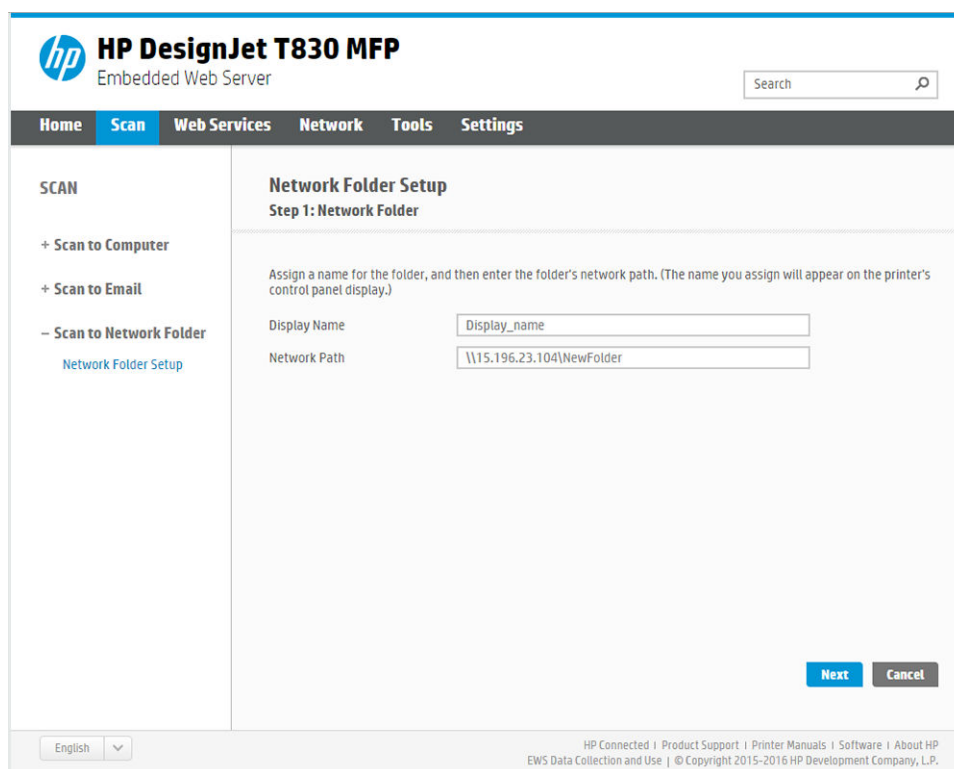 hp
HP DesignJet T830 MFP
Embedded Web Server
Search
Home Scan Web Services Network Tools Settings
SCAN
+ Scan to Computer
+ Scan to Email
– Scan to Network Folder
Network Folder Setup
Network Folder Setup
Step 1: Network Folder
Assign a name for the folder, and then enter the folder's network path. (The name you assign will appear on the printer's
control panel display.)
Display Name Display_name
Network Path \\15.196.23.104\NewFolder
Next Cancel
English
HP Connected | Product Support | Printer Manuals | Software | About HP
EWS Data Collection and Use | © Copyright 2015-2016 HP Development Company, L.P.